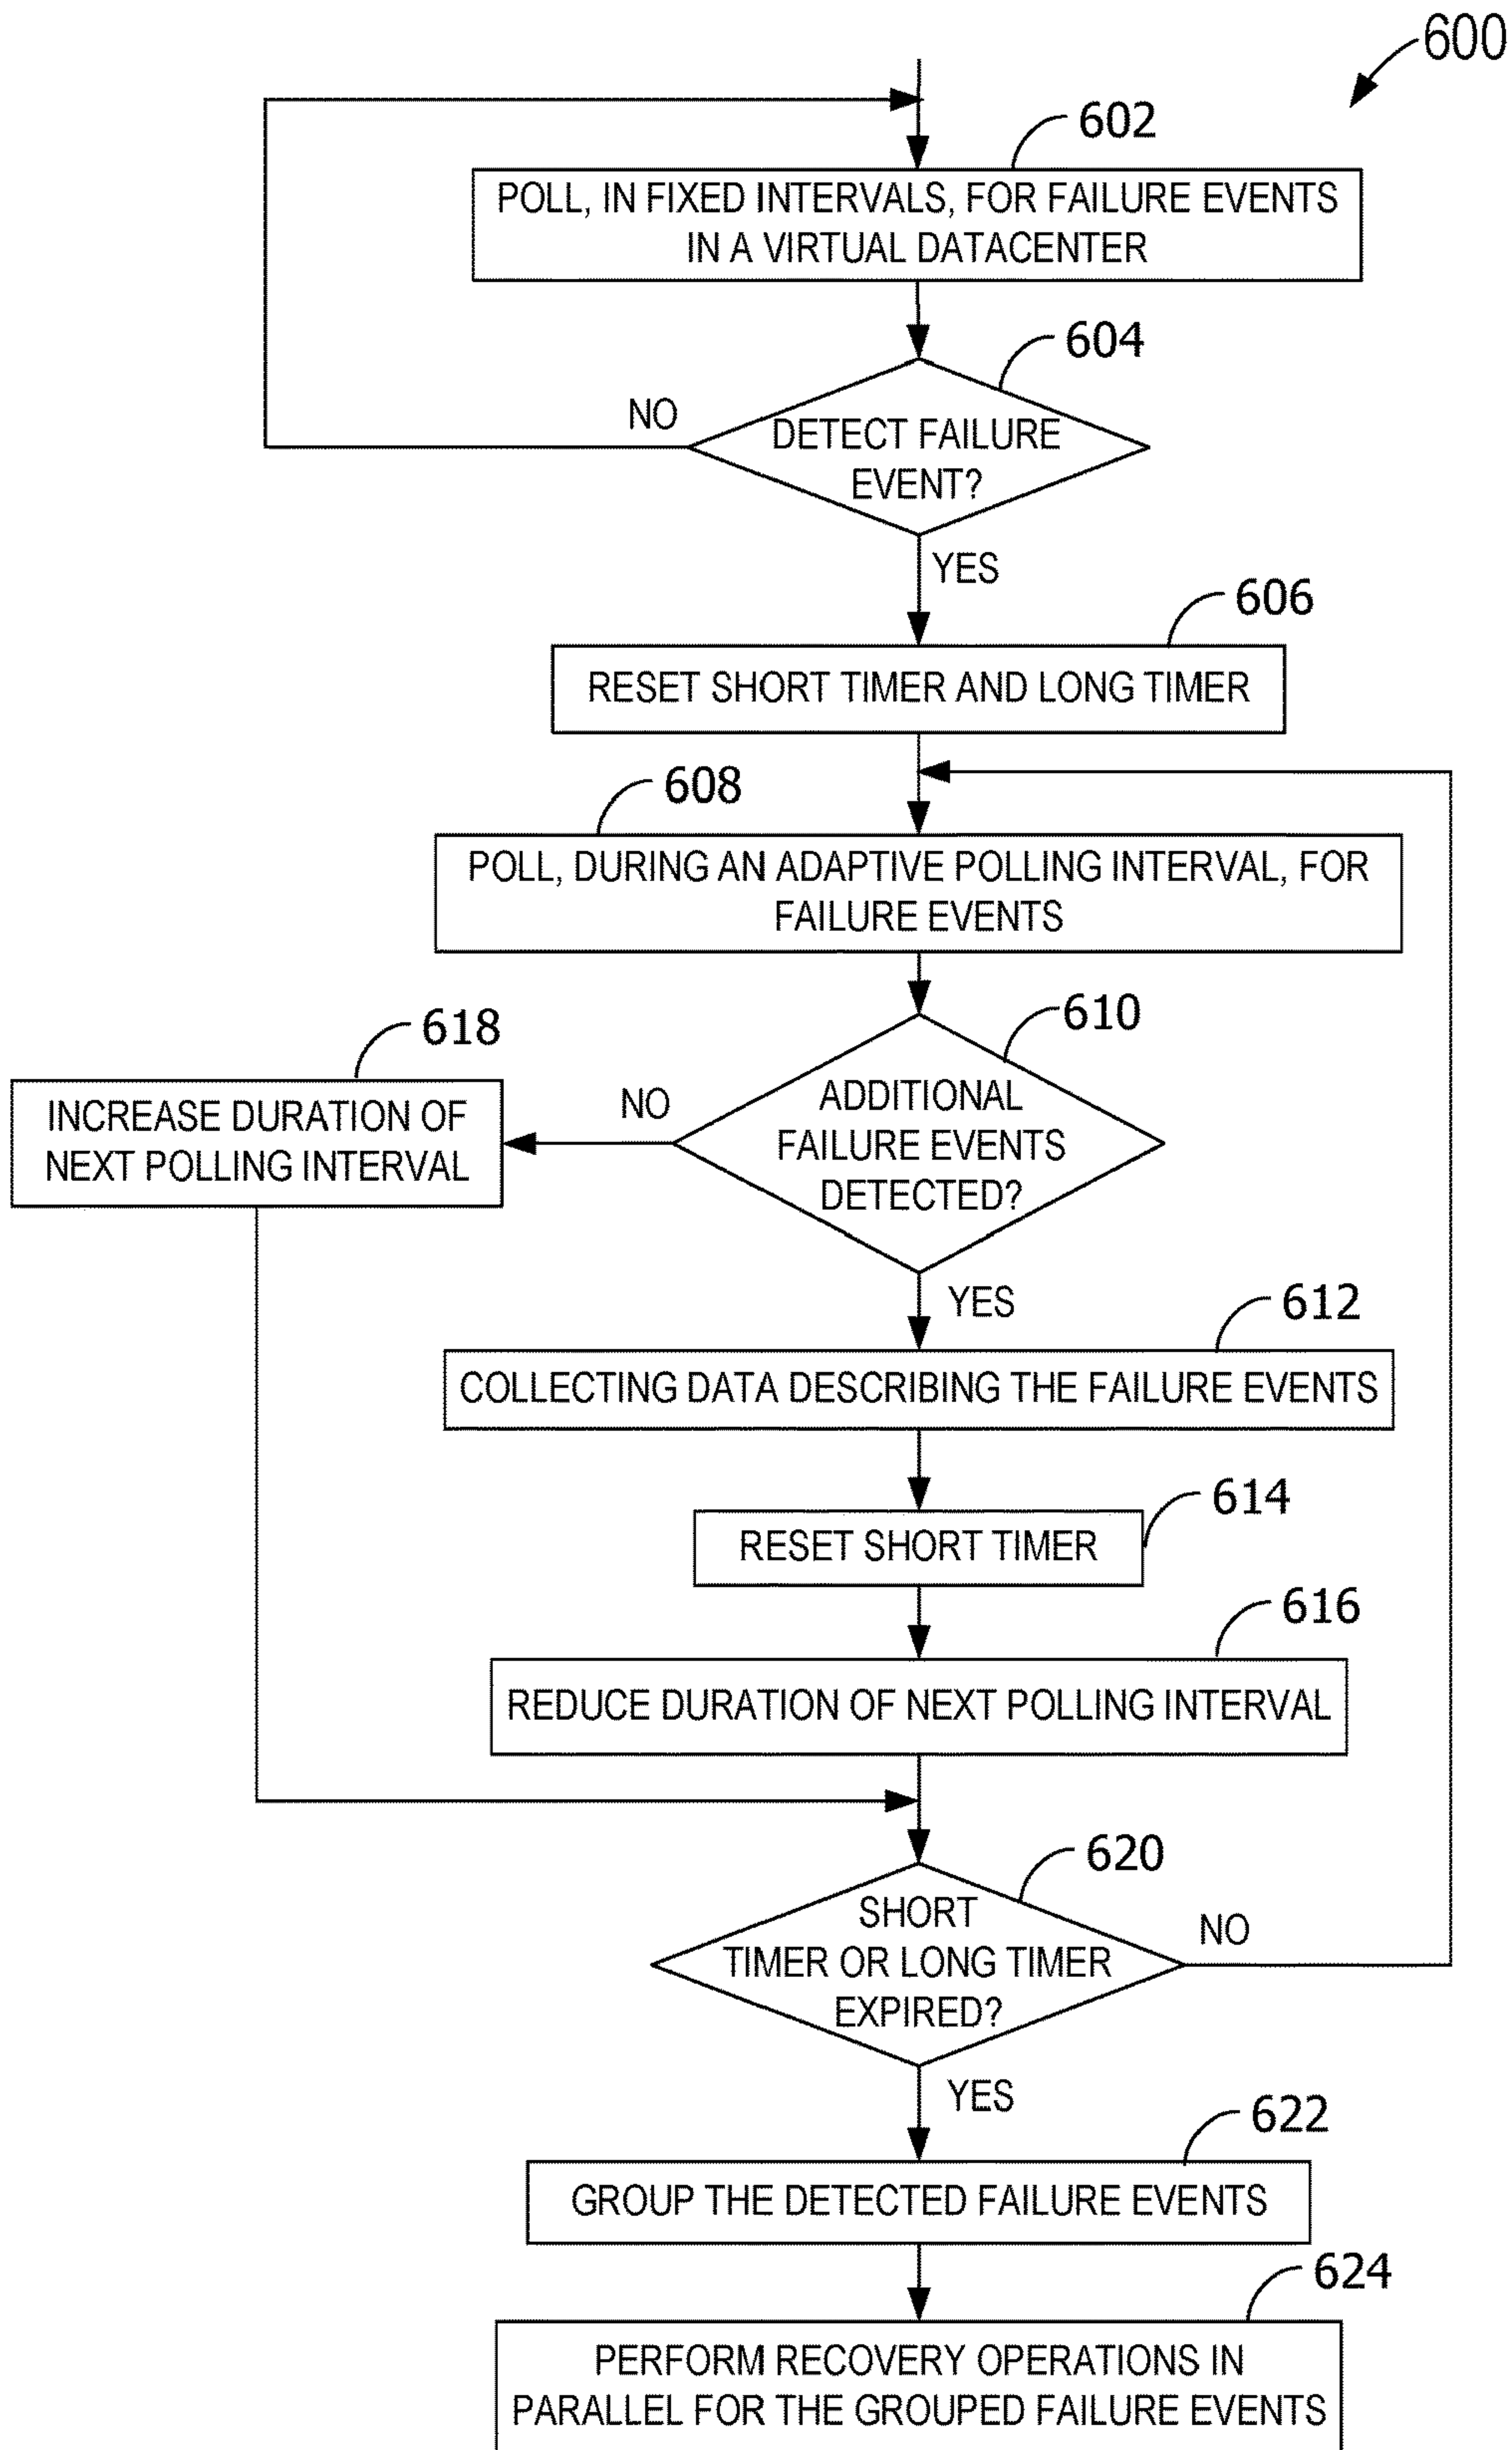 600
602
POLL, IN FIXED INTERVALS, FOR FAILURE EVENTS
IN A VIRTUAL DATACENTER
604
NO
DETECT FAILURE
EVENT?
YES
606
RESET SHORT TIMER AND LONG TIMER
608
POLL, DURING AN ADAPTIVE POLLING INTERVAL, FOR
FAILURE EVENTS
610
618
NO
ADDITIONAL
FAILURE EVENTS
DETECTED?
INCREASE DURATION OF
NEXT POLLING INTERVAL
YES
612
COLLECTING DATA DESCRIBING THE FAILURE EVENTS
614
RESET SHORT TIMER
616
REDUCE DURATION OF NEXT POLLING INTERVAL
620
SHORT
TIMER OR LONG TIMER
EXPIRED?
NO
YES
622
GROUP THE DETECTED FAILURE EVENTS
624
PERFORM RECOVERY OPERATIONS IN
PARALLEL FOR THE GROUPED FAILURE EVENTS